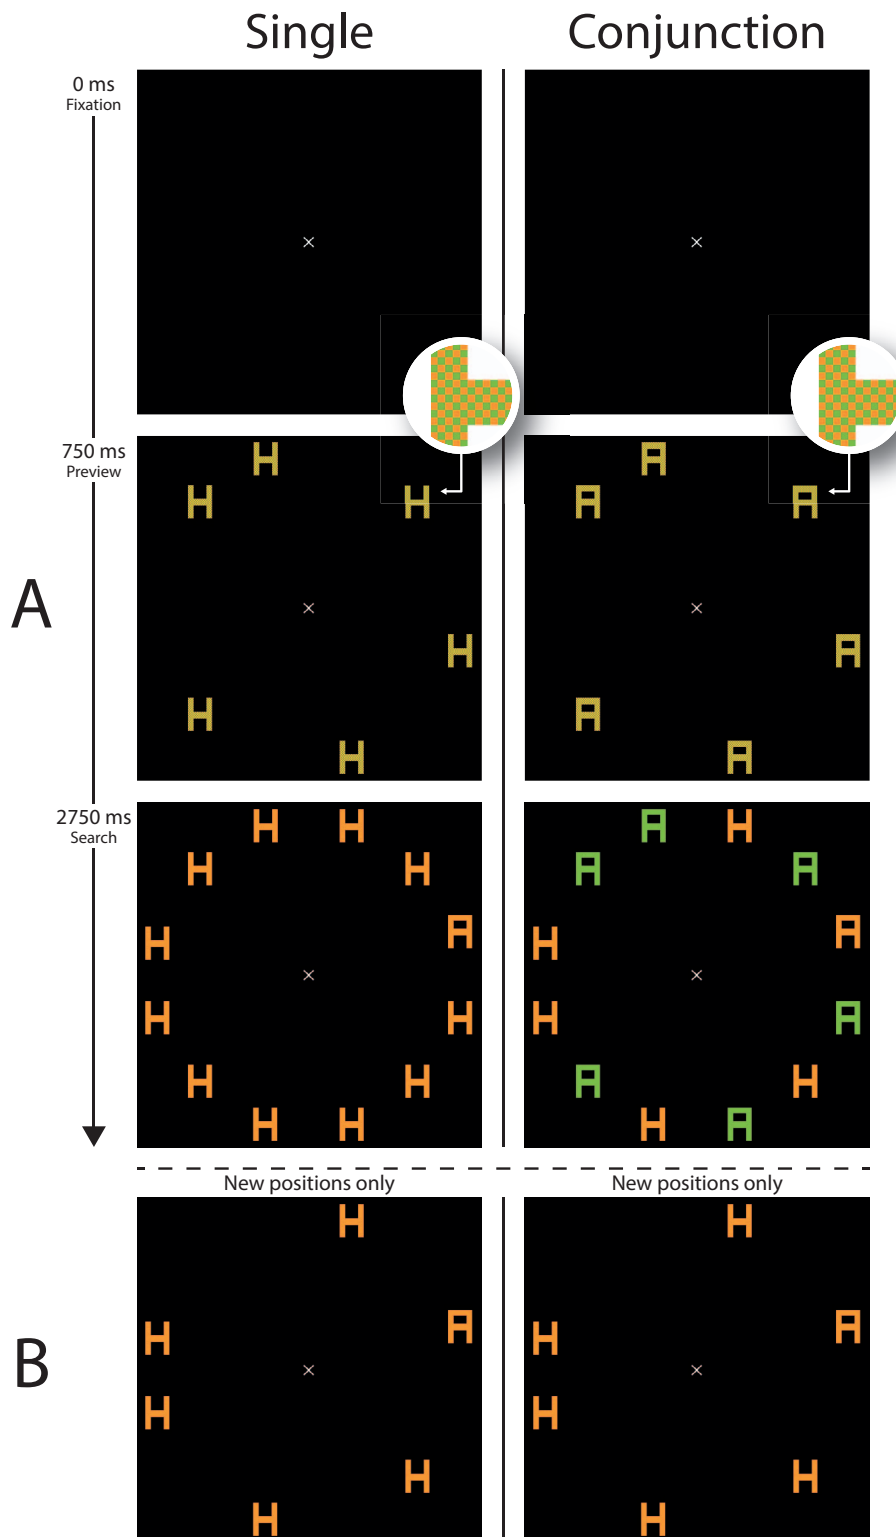 Single Conjunction
0 ms
Fixation
750 ms
Preview
H A
H H A A
A
H A
H A
H A
2750 ms
Search
H H A H
H H A A
H A H A
H H H A
H H A H
H H H A
New positions only New positions only
H H
H A H A
B
H H
H H
H H